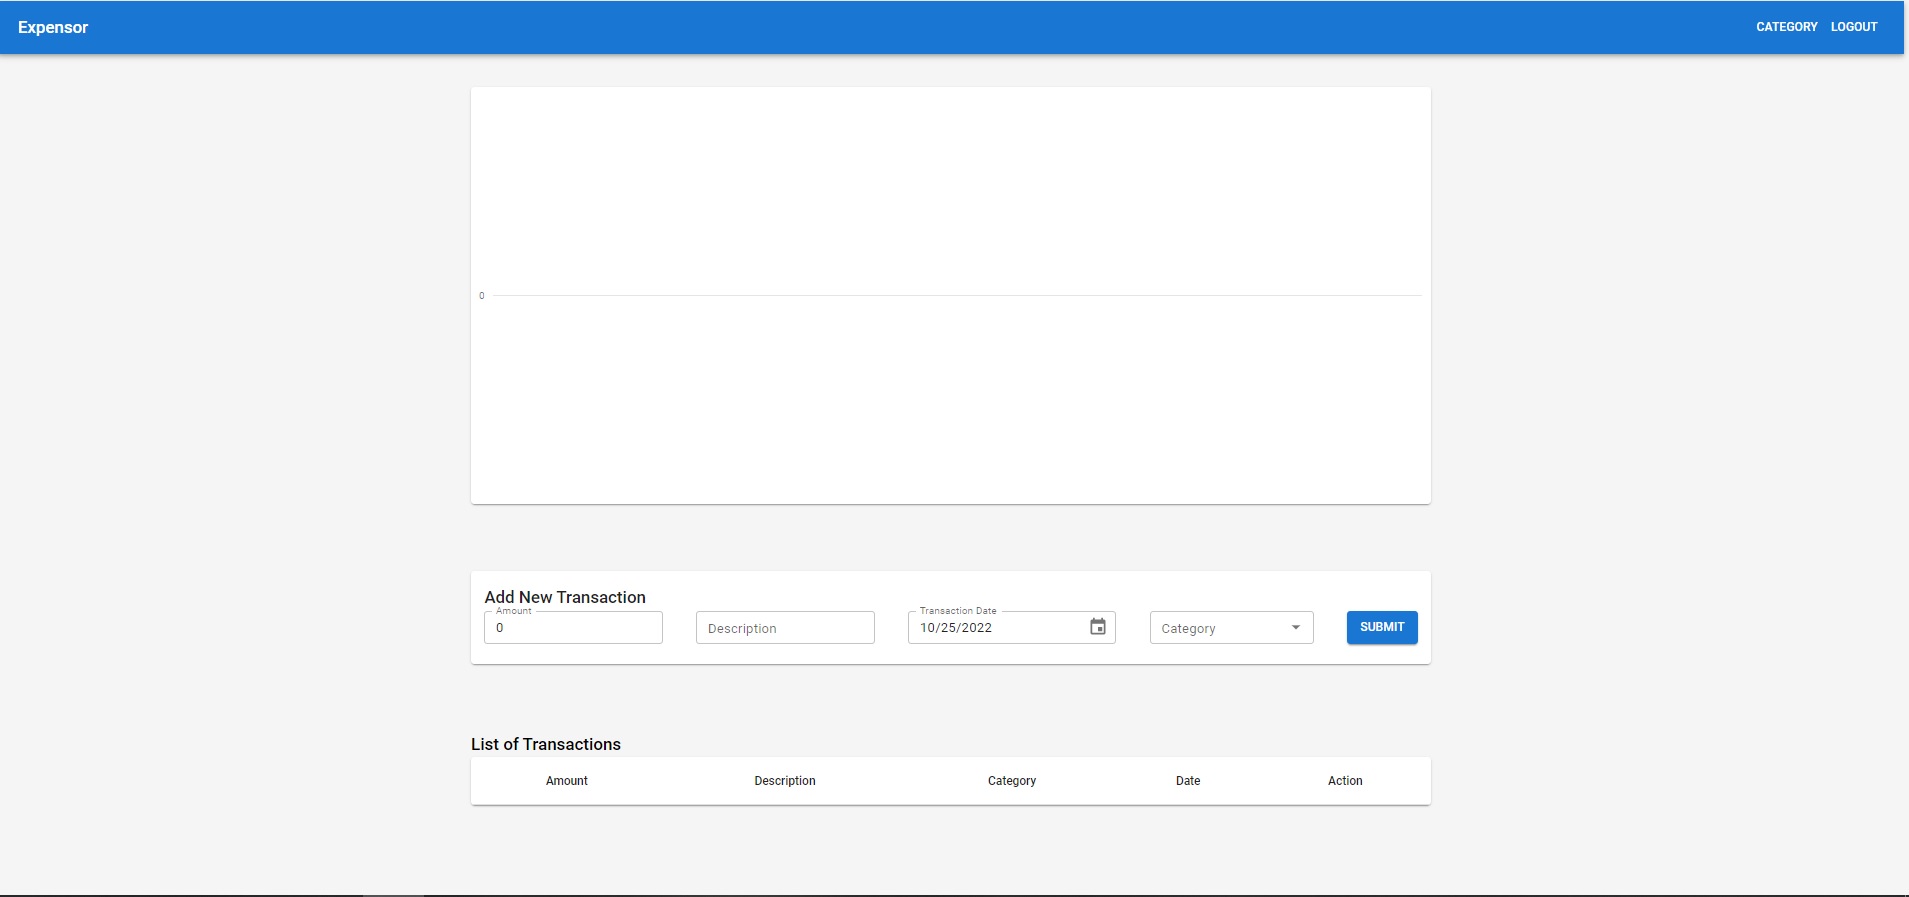 Expensor CATEGORY LOGOUT
0
Add New Transaction
Amount Transaction Date
0 Description 10/25/2022 Category SUBMIT
List of Transactions
Amount Description Category Date Action